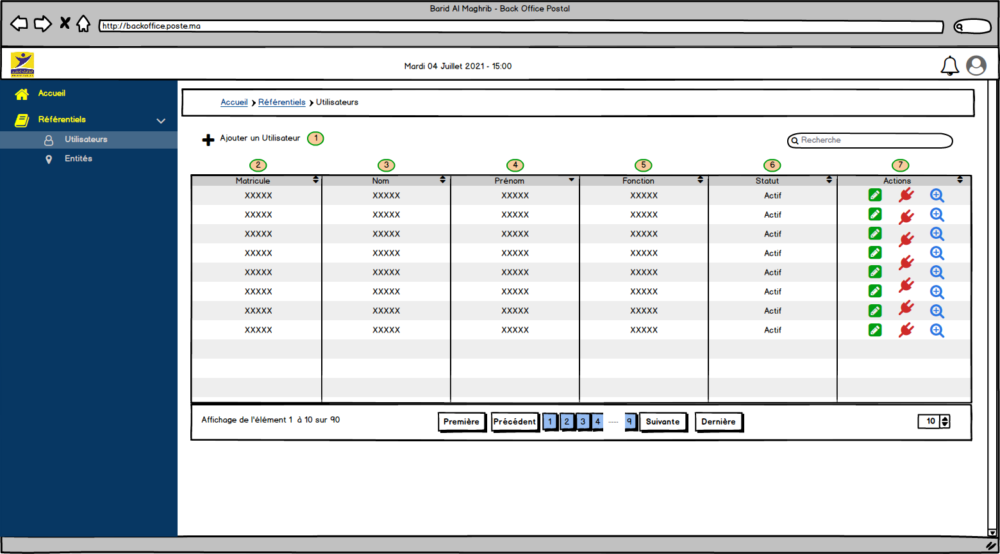 Barid Al Maghrib - Back Office Postal
http://backoffice.poste.ma
Mardi 04 Juillet 2021 - 15:00
Accueil
Référentiels
Utilisateurs
Entités
Accueil Référentiels Utilisateurs
Ajouter un Utilisateur 1
Recherche
2 3 4 5 6 7
Matricule Nom Prénom Fonction Statut Actions
XXXXX XXXXX XXXXX XXXXX Actif
XXXXX XXXXX XXXXX XXXXX Actif
XXXXX XXXXX XXXXX XXXXX Actif
XXXXX XXXXX XXXXX XXXXX Actif
XXXXX XXXXX XXXXX XXXXX Actif
XXXXX XXXXX XXXXX XXXXX Actif
XXXXX XXXXX XXXXX XXXXX Actif
XXXXX XXXXX XXXXX XXXXX Actif
Affichage de l'élément 1 à 10 sur 90
Première Précédent 1 2 3 4 ...... 9 Suivante Dernière
10